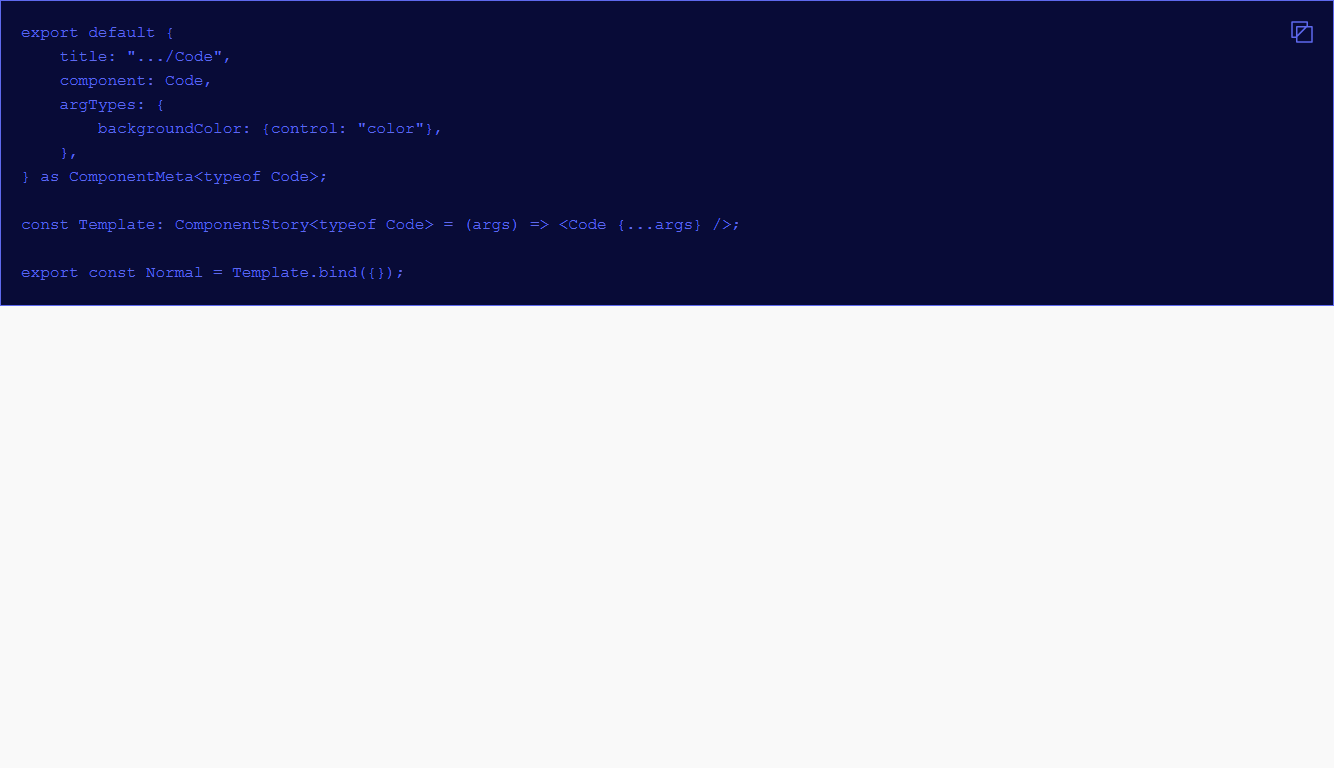 export default {
    title: ".../Code",
    component: Code,
    argTypes: {
        backgroundColor: {control: "color"},
    },
} as ComponentMeta<typeof Code>;

const Template: ComponentStory<typeof Code> = (args) => <Code {...args} />;

export const Normal = Template.bind({});